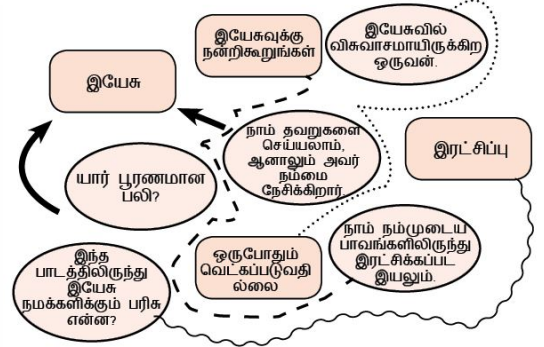 இயேசுவுக்கு
நன்றிகூறுங்கள்
இயேசுவில்
விசுவாசமாயிருக்கிற
ஒருவன்.
இயேசு
நாம் தவறுகளை
செய்யலாம்,
ஆனாலும் அவர்
நம்மை
நேசிக்கிறார்.
இரட்சிப்பு
யார் பூரணமான
பலி?
நாம் நம்முடைய
பாவங்களிலிருந்து
இரட்சிக்கப்பட
இயலும்.
ஒருபோதும்
வெட்கப்படுவதி
ல்லை
இந்த
பாடத்திலிருந்து
இயேசு
நமக்களிக்கும் பரிசு
என்ன?